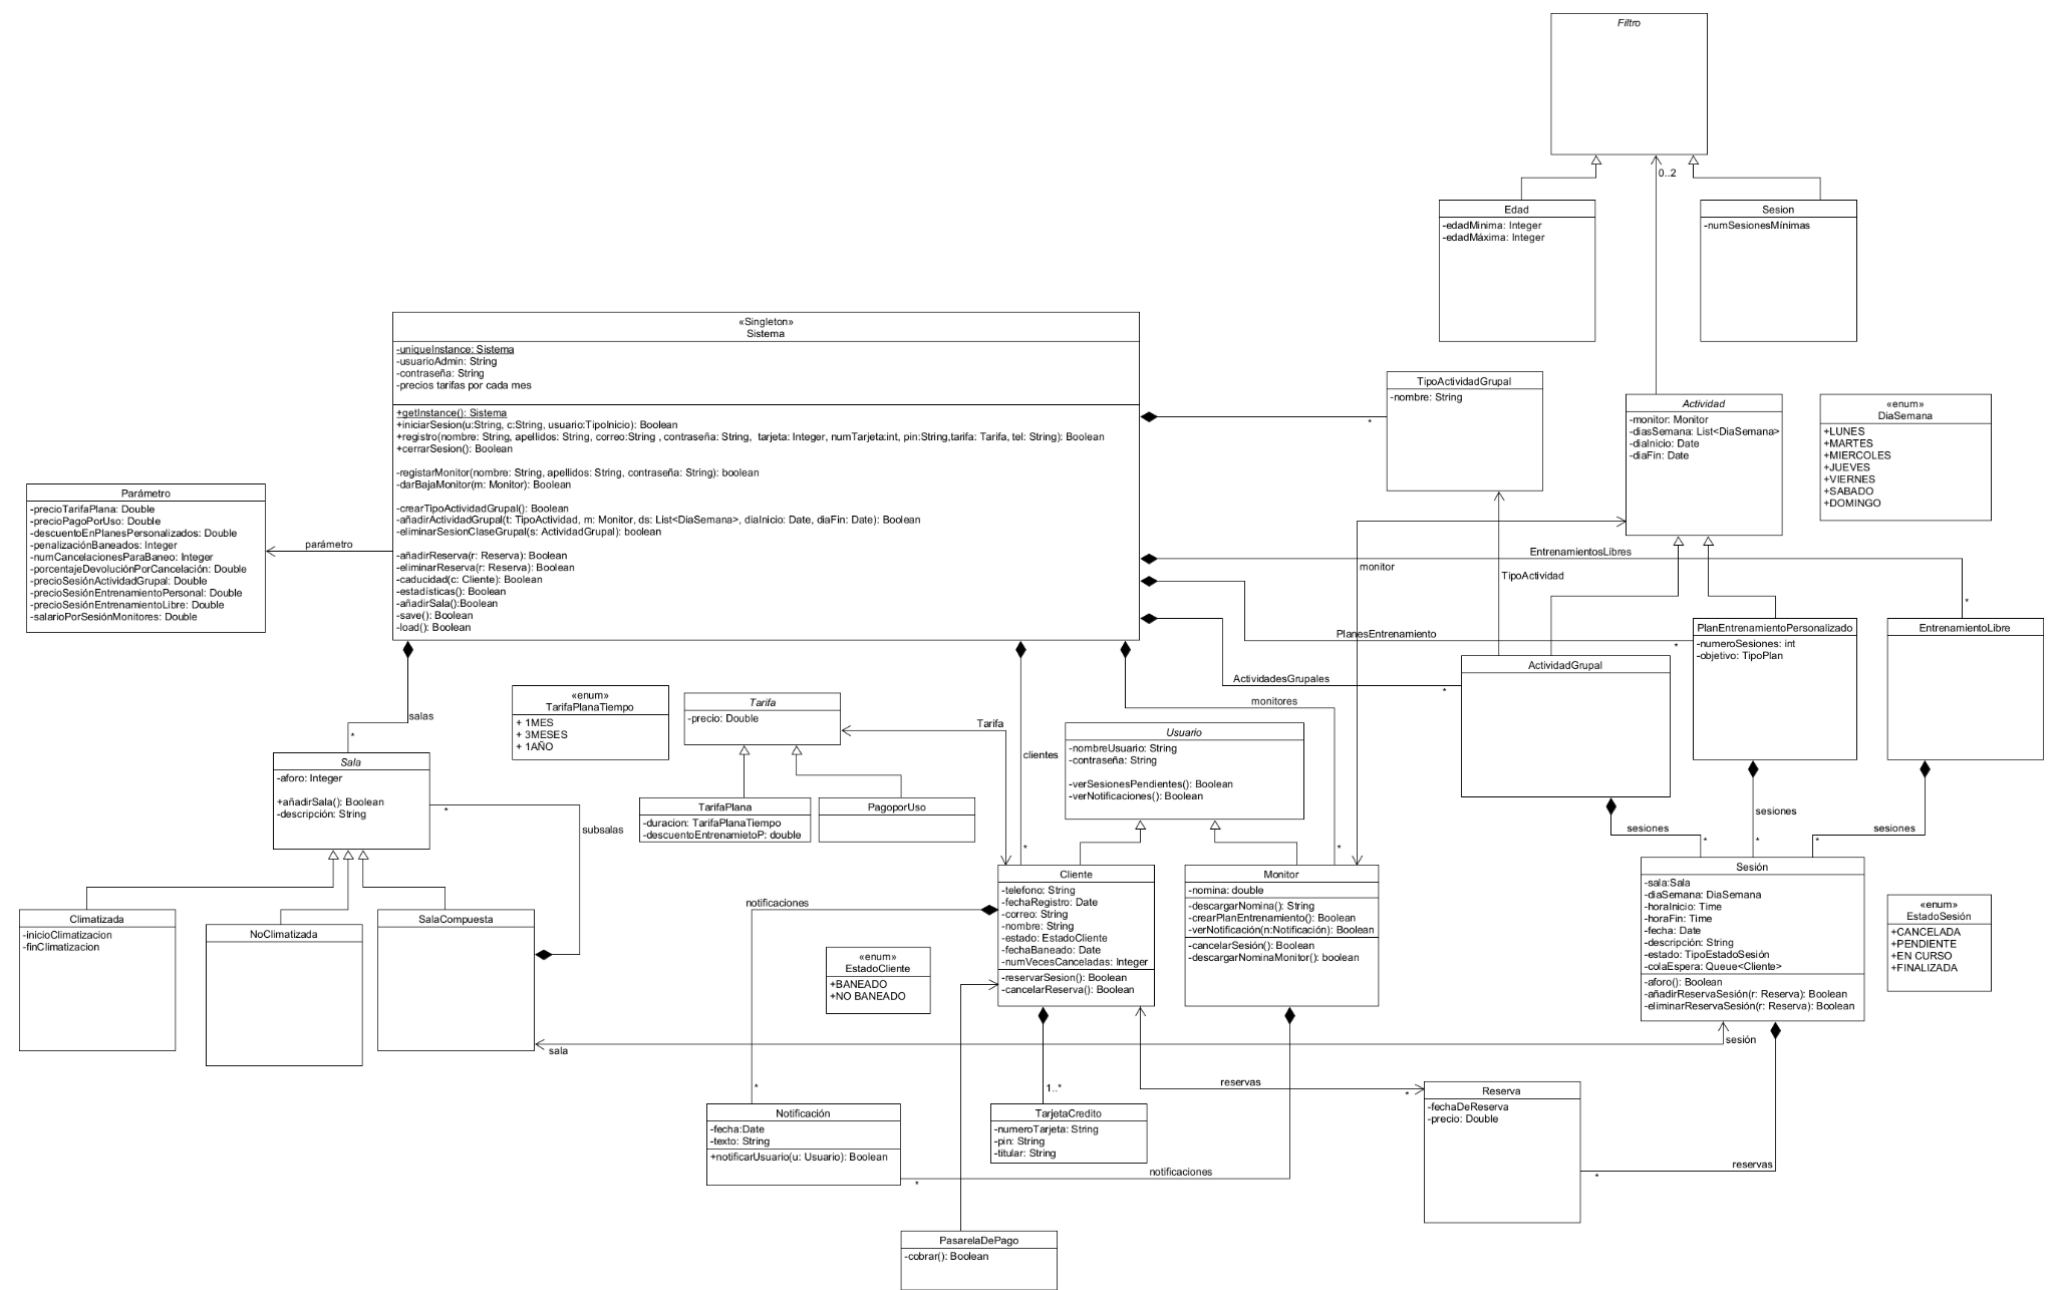 Filtro
0..2
Edad
-edadMinima: Integer
-edadMáxima: Integer
Sesion
-numSesionesMínimas
«Singleton»
Sistema
-uniqueInstance: Sistema
-usuarioAdmin: String
-contraseña: String
-precios tarifas por cada mes
+getInstance(): Sistema
+iniciarSesion(u:String, c:String, usuario:TipoInicio): Boolean
+registro(nombre: String, apellidos: String, correo:String , contraseña: String, tarjeta: Integer, numTarjeta:int, pin:String,tarifa: Tarifa, tel: String): Boolean
+cerrarSesion(): Boolean
-registarMonitor(nombre: String, apellidos: String, contraseña: String): boolean
-darBajaMonitor(m: Monitor): Boolean
-crearTipoActividadGrupal(): Boolean
-añadirActividadGrupal(t: TipoActividad, m: Monitor, ds: List<DiaSemana>, diaInicio: Date, diaFin: Date): Boolean
-eliminarSesionClaseGrupal(s: ActividadGrupal): boolean
-añadirReserva(r: Reserva): Boolean
-eliminarReserva(r: Reserva): Boolean
-caducidad(c: Cliente): Boolean
-estadísticas(): Boolean
-añadirSala():Boolean
-save(): Boolean
-load(): Boolean
TipoActividadGrupal
-nombre: String
*
Actividad
-monitor: Monitor
-diasSemana: List<DiaSemana>
-diaInicio: Date
-diaFin: Date
«enum»
DiaSemana
+LUNES
+MARTES
+MIERCOLES
+JUEVES
+VIERNES
+SABADO
+DOMINGO
Parámetro
-precioTarifaPlana: Double
-precioPagoPorUso: Double
-descuentoEnPlanesPersonalizados: Double
-penalizaciónBaneados: Integer
-numCancelacionesParaBaneo: Integer
-porcentajeDevoluciónPorCancelación: Double
-precioSesiónActividadGrupal: Double
-precioSesiónEntrenamientoPersonal: Double
-precioSesiónEntrenamientoLibre: Double
-salarioPorSesiónMonitores: Double
parámetro
EntrenamientosLibres
*
monitor
TipoActividad
PlanesEntrenamiento
*
ActividadesGrupales
*
PlanEntrenamientoPersonalizado
-numeroSesiones: int
-objetivo: TipoPlan
EntrenamientoLibre
ActividadGrupal
salas
*
«enum»
TarifaPlanaTiempo
+ 1MES
+ 3MESES
+ 1AÑO
Tarifa
-precio: Double
Tarifa
clientes
*
monitores
*
Usuario
-nombreUsuario: String
-contraseña: String
-verSesionesPendientes(): Boolean
-verNotificaciones(): Boolean
Sala
-aforo: Integer
+añadirSala(): Boolean
-descripción: String
*
subsalas
TarifaPlana
-duracion: TarifaPlanaTiempo
-descuentoEntrenamietoP: double
PagoporUso
sesiones
*
sesiones
*
sesiones
*
Climatizada
-inicioClimatizacion
-finClimatizacion
NoClimatizada
SalaCompuesta
notificaciones
*
Cliente
-telefono: String
-fechaRegistro: Date
-correo: String
-nombre: String
-estado: EstadoCliente
-fechaBaneado: Date
-numVecesCanceladas: Integer
-reservarSesion(): Boolean
-cancelarReserva(): Boolean
Monitor
-nomina: double
-descargarNomina(): String
-crearPlanEntrenamiento(): Boolean
-verNotificación(n:Notificación): Boolean
-cancelarSesión(): Boolean
-descargarNominaMonitor(): boolean
«enum»
EstadoCliente
+BANEADO
+NO BANEADO
Sesión
-sala:Sala
-diaSemana: DiaSemana
-horaInicio: Time
-horaFin: Time
-fecha: Date
-descripción: String
-estado: TipoEstadoSesión
-colaEspera: Queue<Cliente>
-aforo(): Boolean
-añadirReservaSesión(r: Reserva): Boolean
-eliminarReservaSesión(r: Reserva): Boolean
«enum»
EstadoSesión
+CANCELADA
+PENDIENTE
+EN CURSO
+FINALIZADA
sala
sesión
1..*
reservas
*
Notificación
-fecha:Date
-texto: String
+notificarUsuario(u: Usuario): Boolean
TarjetaCredito
-numeroTarjeta: String
-pin: String
-titular: String
notificaciones
*
Reserva
-fechaDeReserva
-precio: Double
reservas
*
PasarelaDePago
-cobrar(): Boolean